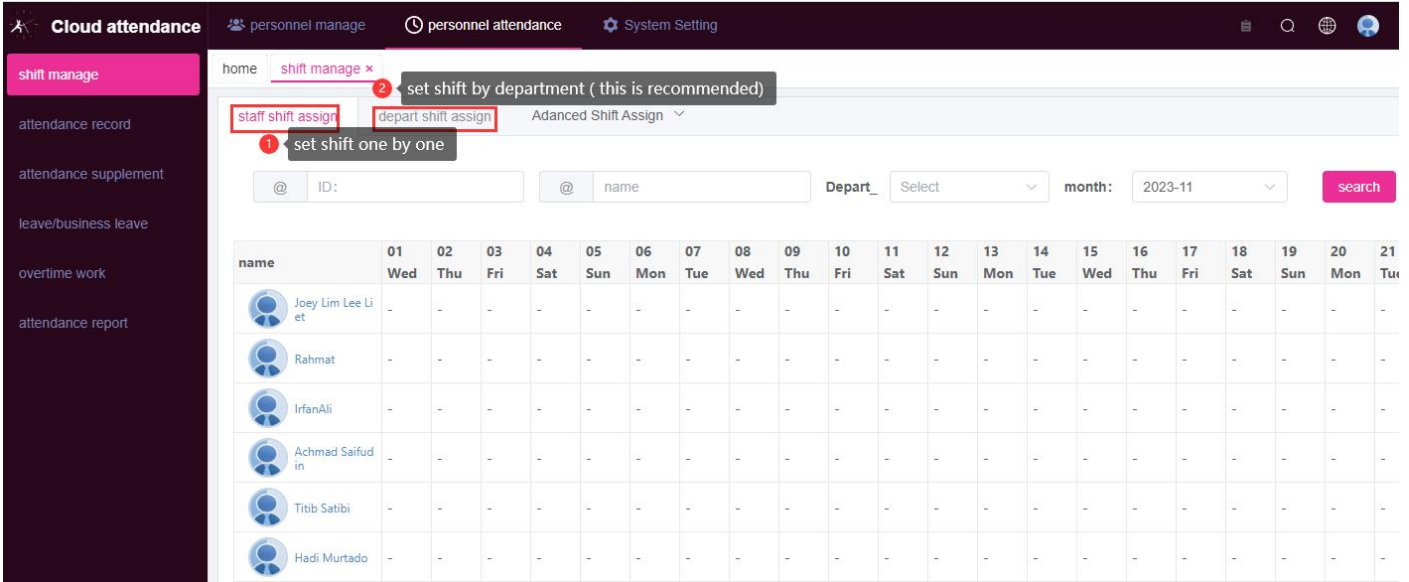 Cloud attendance
personnel manage
personnel attendance
System Setting
shift manage
attendance record
attendance supplement
leave/business leave
overtime work
attendance report
home shift manage ×
2 set shift by department ( this is recommended)
staff shift assign depart shift assign Adanced Shift Assign
1 set shift one by one
@ ID: @ name Depart_ Select month: 2023-11 search
name 01 02 03 04 05 06 07 08 09 10 11 12 13 14 15 16 17 18 19 20 21
Wed Thu Fri Sat Sun Mon Tue Wed Thu Fri Sat Sun Mon Tue Wed Thu Fri Sat Sun Mon Tue
Joey Lim Lee Li
et - - - - - - - - - - - - - - - - - - - - -
Rahmat - - - - - - - - - - - - - - - - - - - - -
IrfanAli - - - - - - - - - - - - - - - - - - - - -
Achmad Saifud
in - - - - - - - - - - - - - - - - - - - - -
Titib Satibi - - - - - - - - - - - - - - - - - - - - -
Hadi Murtado - - - - - - - - - - - - - - - - - - - - -